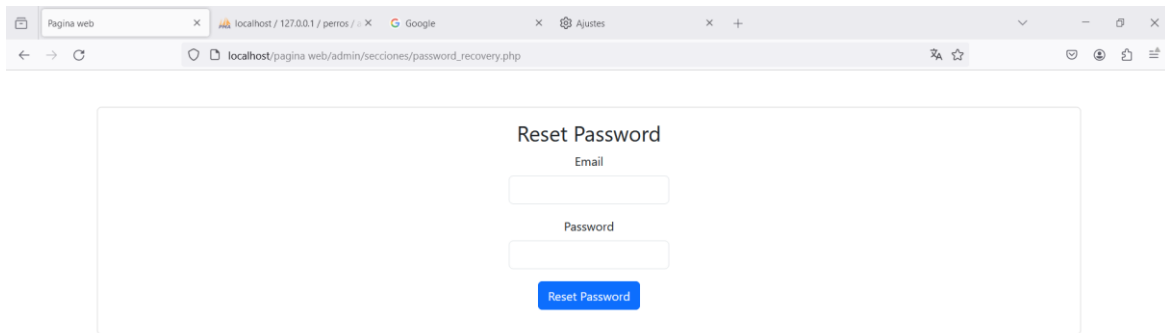 Pagina web
localhost / 127.0.0.1 / perros /
Google
Ajustes
localhost/pagina web/admin/secciones/password_recovery.php
Reset Password
Email
Password
Reset Password